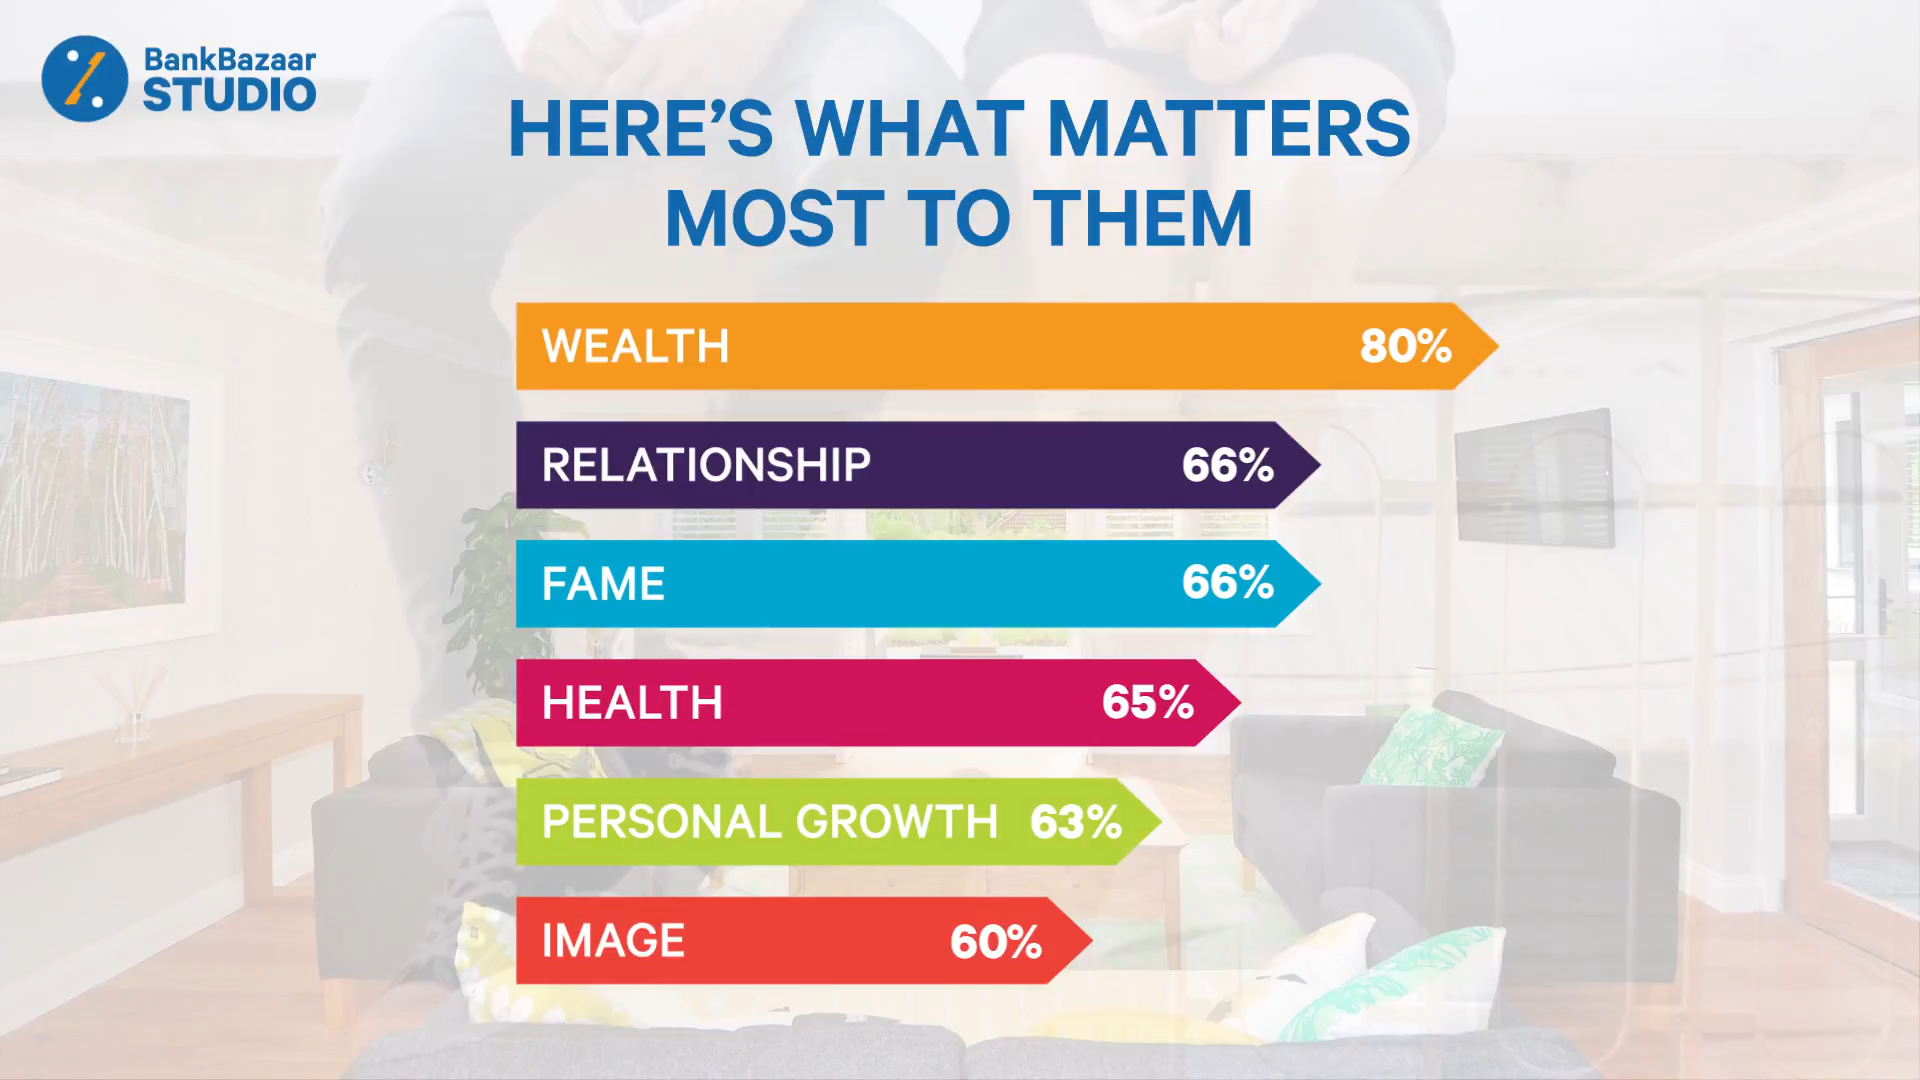 BankBazaar
STUDIO
HERE’S WHAT MATTERS
MOST TO THEM
WEALTH 80%
RELATIONSHIP 66%
FAME 66%
HEALTH 65%
PERSONAL GROWTH 63%
IMAGE 60%